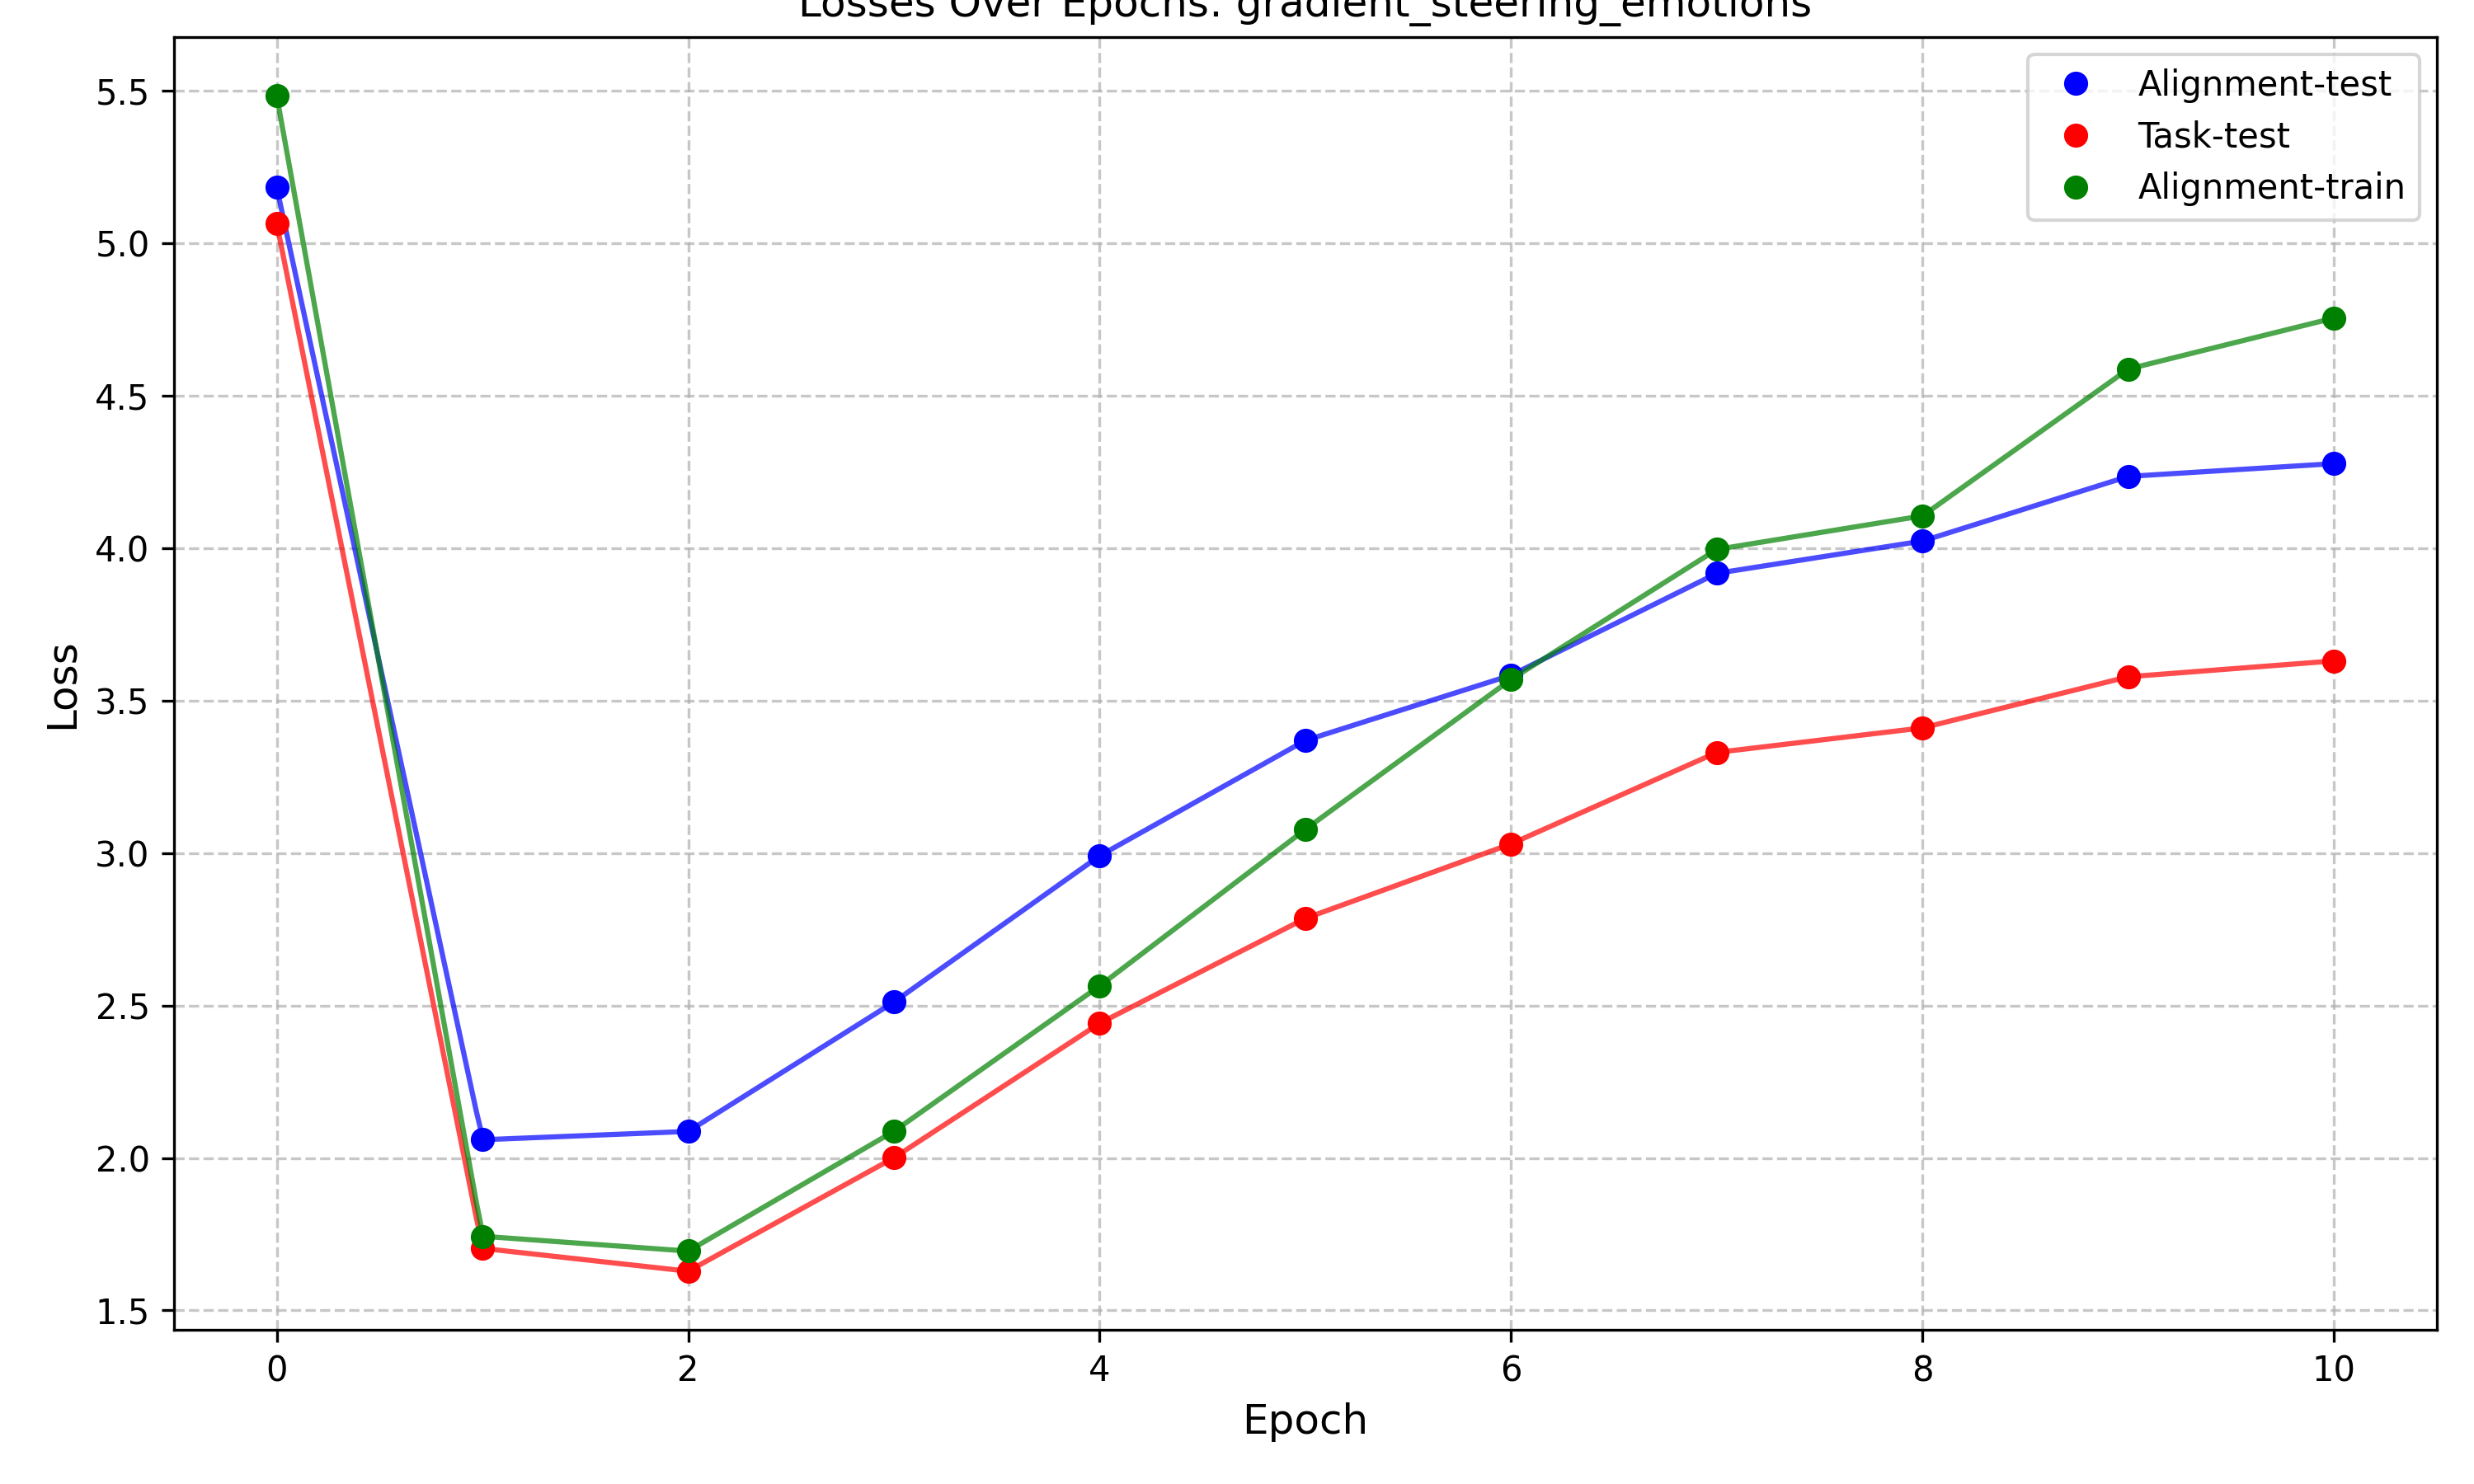 Losses Over Epochs: gradient_steering_emotions
Alignment-test
Task-test
Alignment-train
5.5
5.0
4.5
4.0
3.5
3.0
2.5
2.0
1.5
Loss
0 2 4 6 8 10
Epoch